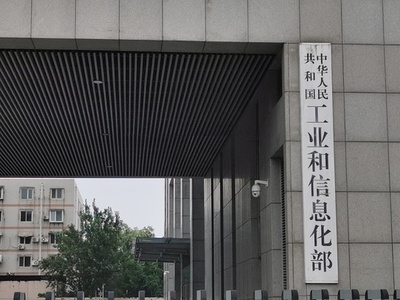 中华人民
共和国
工业和信息化部